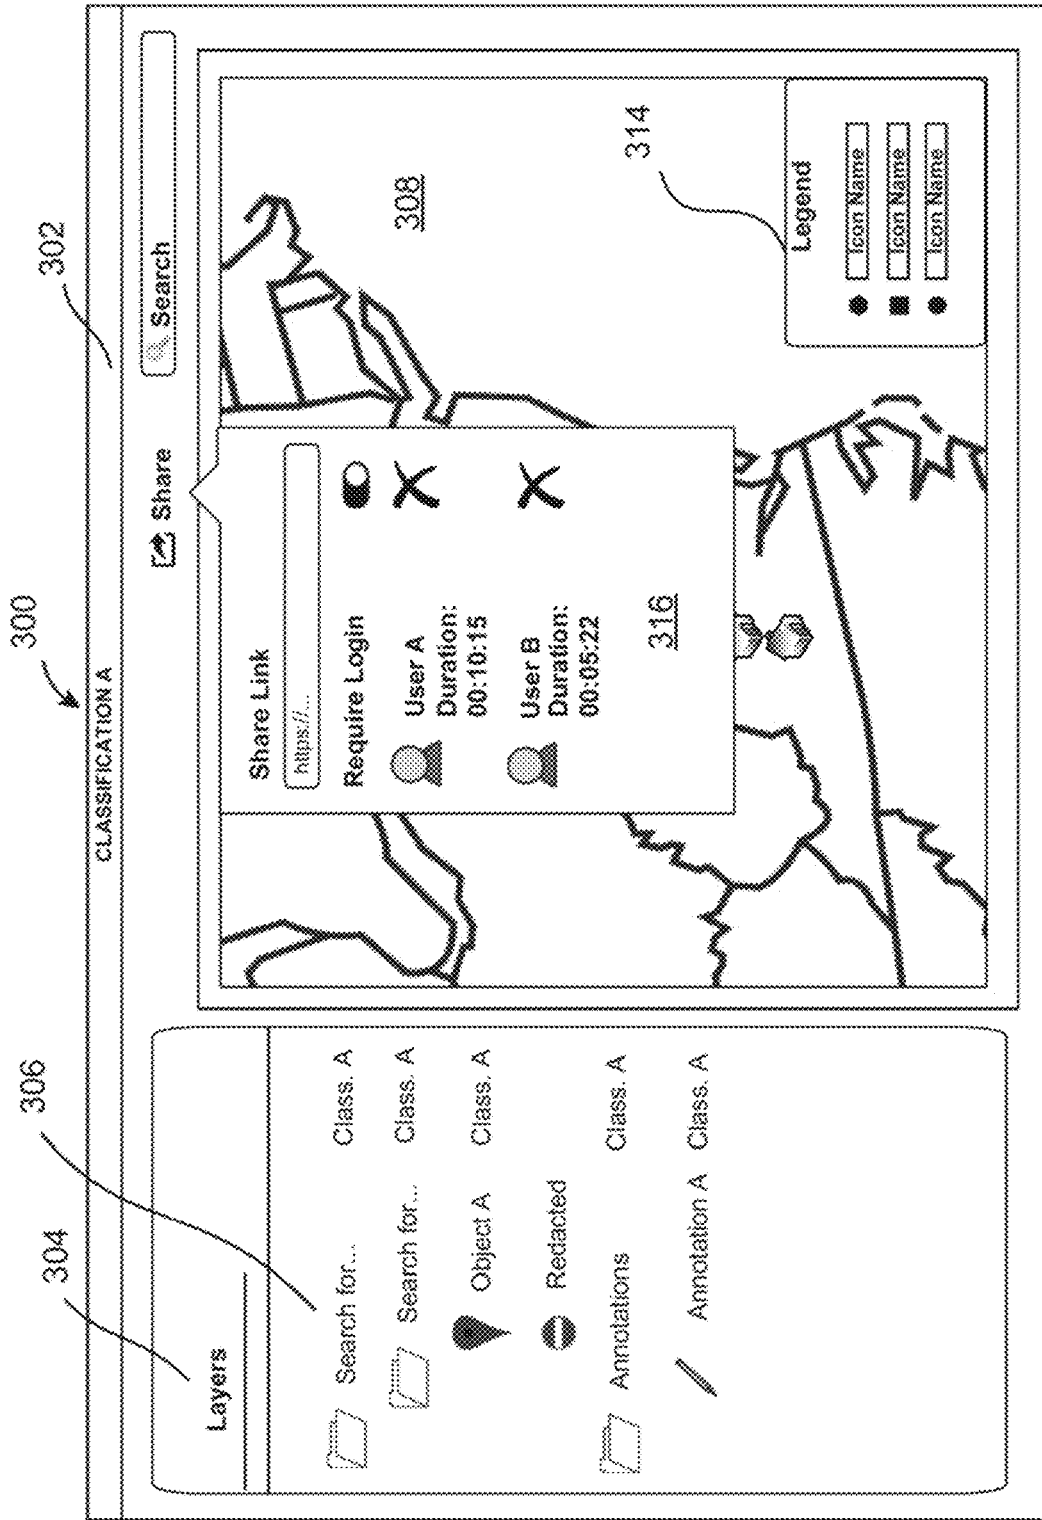 300
302
CLASSIFICATION A
304
306
Layers
Search for... Class. A
Search for... Class. A
Object A Class. A
Redacted
Annotations Class. A
Annotation A Class. A
Share
Search
Share Link
https://...
Require Login
User A
Duration:
00:10:15
User B
Duration:
00:05:22
316
308
314
Legend
Icon Name
Icon Name
Icon Name